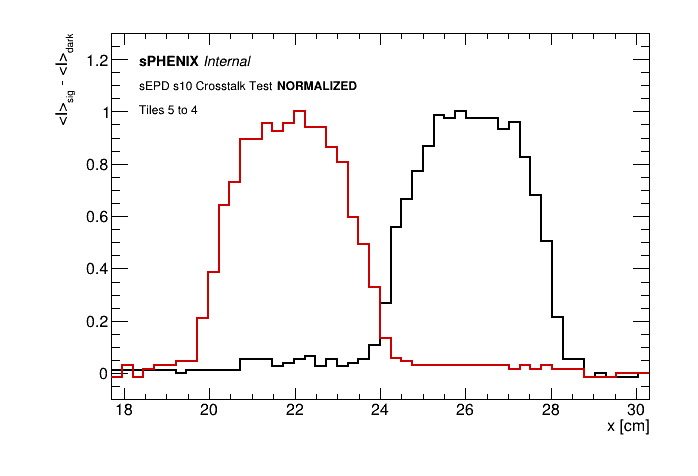 <I>sig - <I>dark
sPHENIX Internal
sEPD s10 Crosstalk Test NORMALIZED
Tiles 5 to 4
1.2
1
0.8
0.6
0.4
0.2
0
18 20 22 24 26 28 30
x [cm]